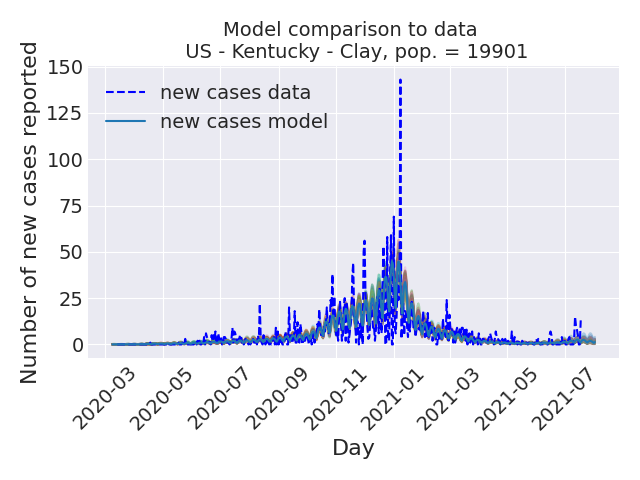 Model comparison to data
US - Kentucky - Clay, pop. = 19901
new cases data
new cases model
Number of new cases reported
150
125
100
75
50
25
0
2020-03
2020-05
2020-07
2020-09
2020-11
2021-01
2021-03
2021-05
2021-07
Day